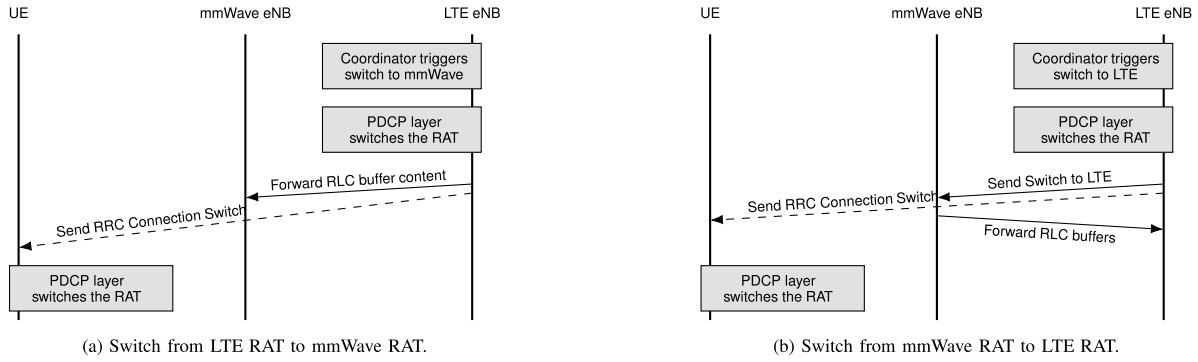 UE
mmWave eNB
LTE eNB
Coordinator triggers
switch to mmWave
PDCP layer
switches the RAT
Forward RLC buffer content
Send RRC Connection Switch
PDCP layer
switches the RAT
(a) Switch from LTE RAT to mmWave RAT.
UE
mmWave eNB
LTE eNB
Coordinator triggers
switch to LTE
PDCP layer
switches the RAT
Send Switch to LTE
Send RRC Connection Switch
Forward RLC buffers
PDCP layer
switches the RAT
(b) Switch from mmWave RAT to LTE RAT.